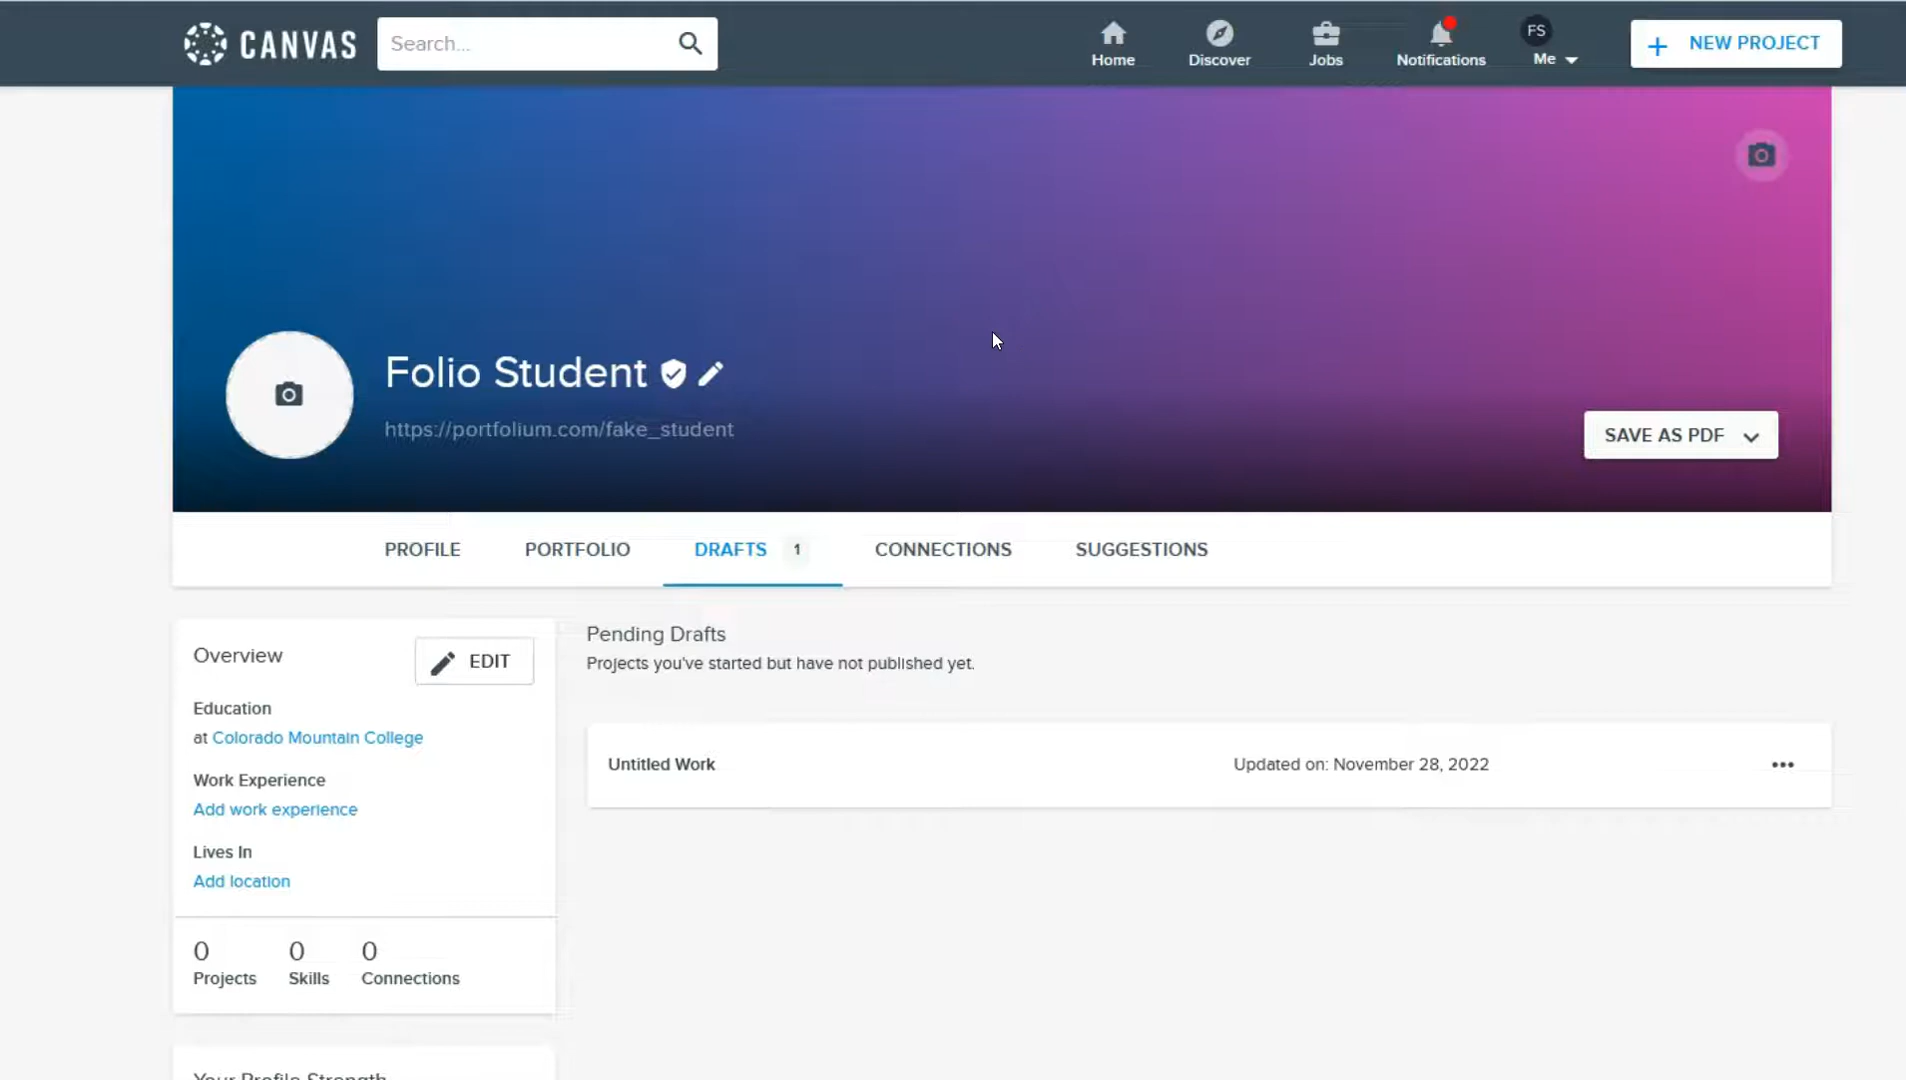 CANVAS
Search...
Home
Discover
Jobs
Notifications
FS
Me
NEW PROJECT
Folio Student
https://portfolium.com/fake_student
SAVE AS PDF
PROFILE
PORTFOLIO
DRAFTS 1
CONNECTIONS
SUGGESTIONS
Overview
EDIT
Education
at Colorado Mountain College
Work Experience
Add work experience
Lives In
Add location
0 0 0
Projects Skills Connections
Your Profile Strength
Pending Drafts
Projects you've started but have not published yet.
Untitled Work
Updated on: November 28, 2022